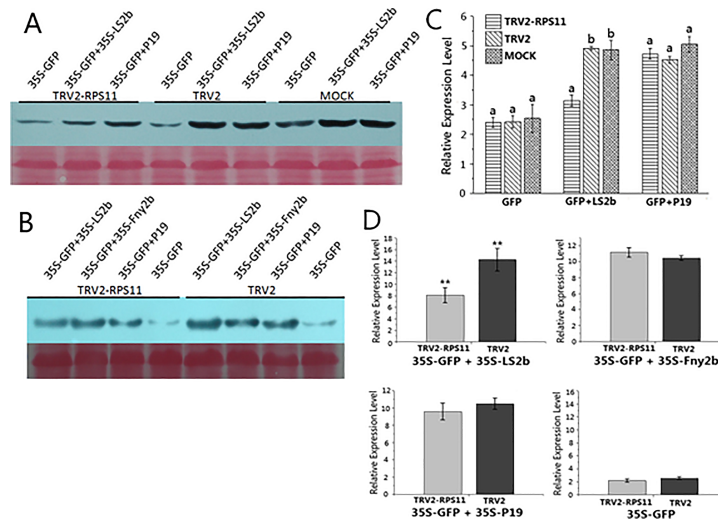 A
35S-GFP
35S-GFP+35S-LS2b
35S-GFP+P19
35S-GFP
35S-GFP+35S-LS2b
35S-GFP+P19
35S-GFP
35S-GFP+35S-LS2b
35S-GFP+P19
TRV2-RPS11
TRV2
MOCK
B
35S-GFP+35S-LS2b
35S-GFP+35S-Fny2b
35S-GFP+P19
35S-GFP
35S-GFP+35S-LS2b
35S-GFP+35S-Fny2b
35S-GFP+P19
35S-GFP
TRV2-RPS11
TRV2
C
TRV2-RPS11
TRV2
MOCK
Relative Expression Level
6
5
4
3
2
1
0
a a a
a b b
a a a
GFP
GFP+LS2b
GFP+P19
D
Relative Expression Level
18
16
14
12
10
8
6
4
2
0
**
**
TRV2-RPS11 TRV2
35S-GFP + 35S-LS2b
Relative Expression Level
14
12
10
8
6
4
2
0
TRV2-RPS11 TRV2
35S-GFP + 35S-Fny2b
Relative Expression Level
14
12
10
8
6
4
2
0
TRV2-RPS11 TRV2
35S-GFP + 35S-P19
Relative Expression Level
16
14
12
10
8
6
4
2
0
TRV2-RPS11 TRV2
35S-GFP